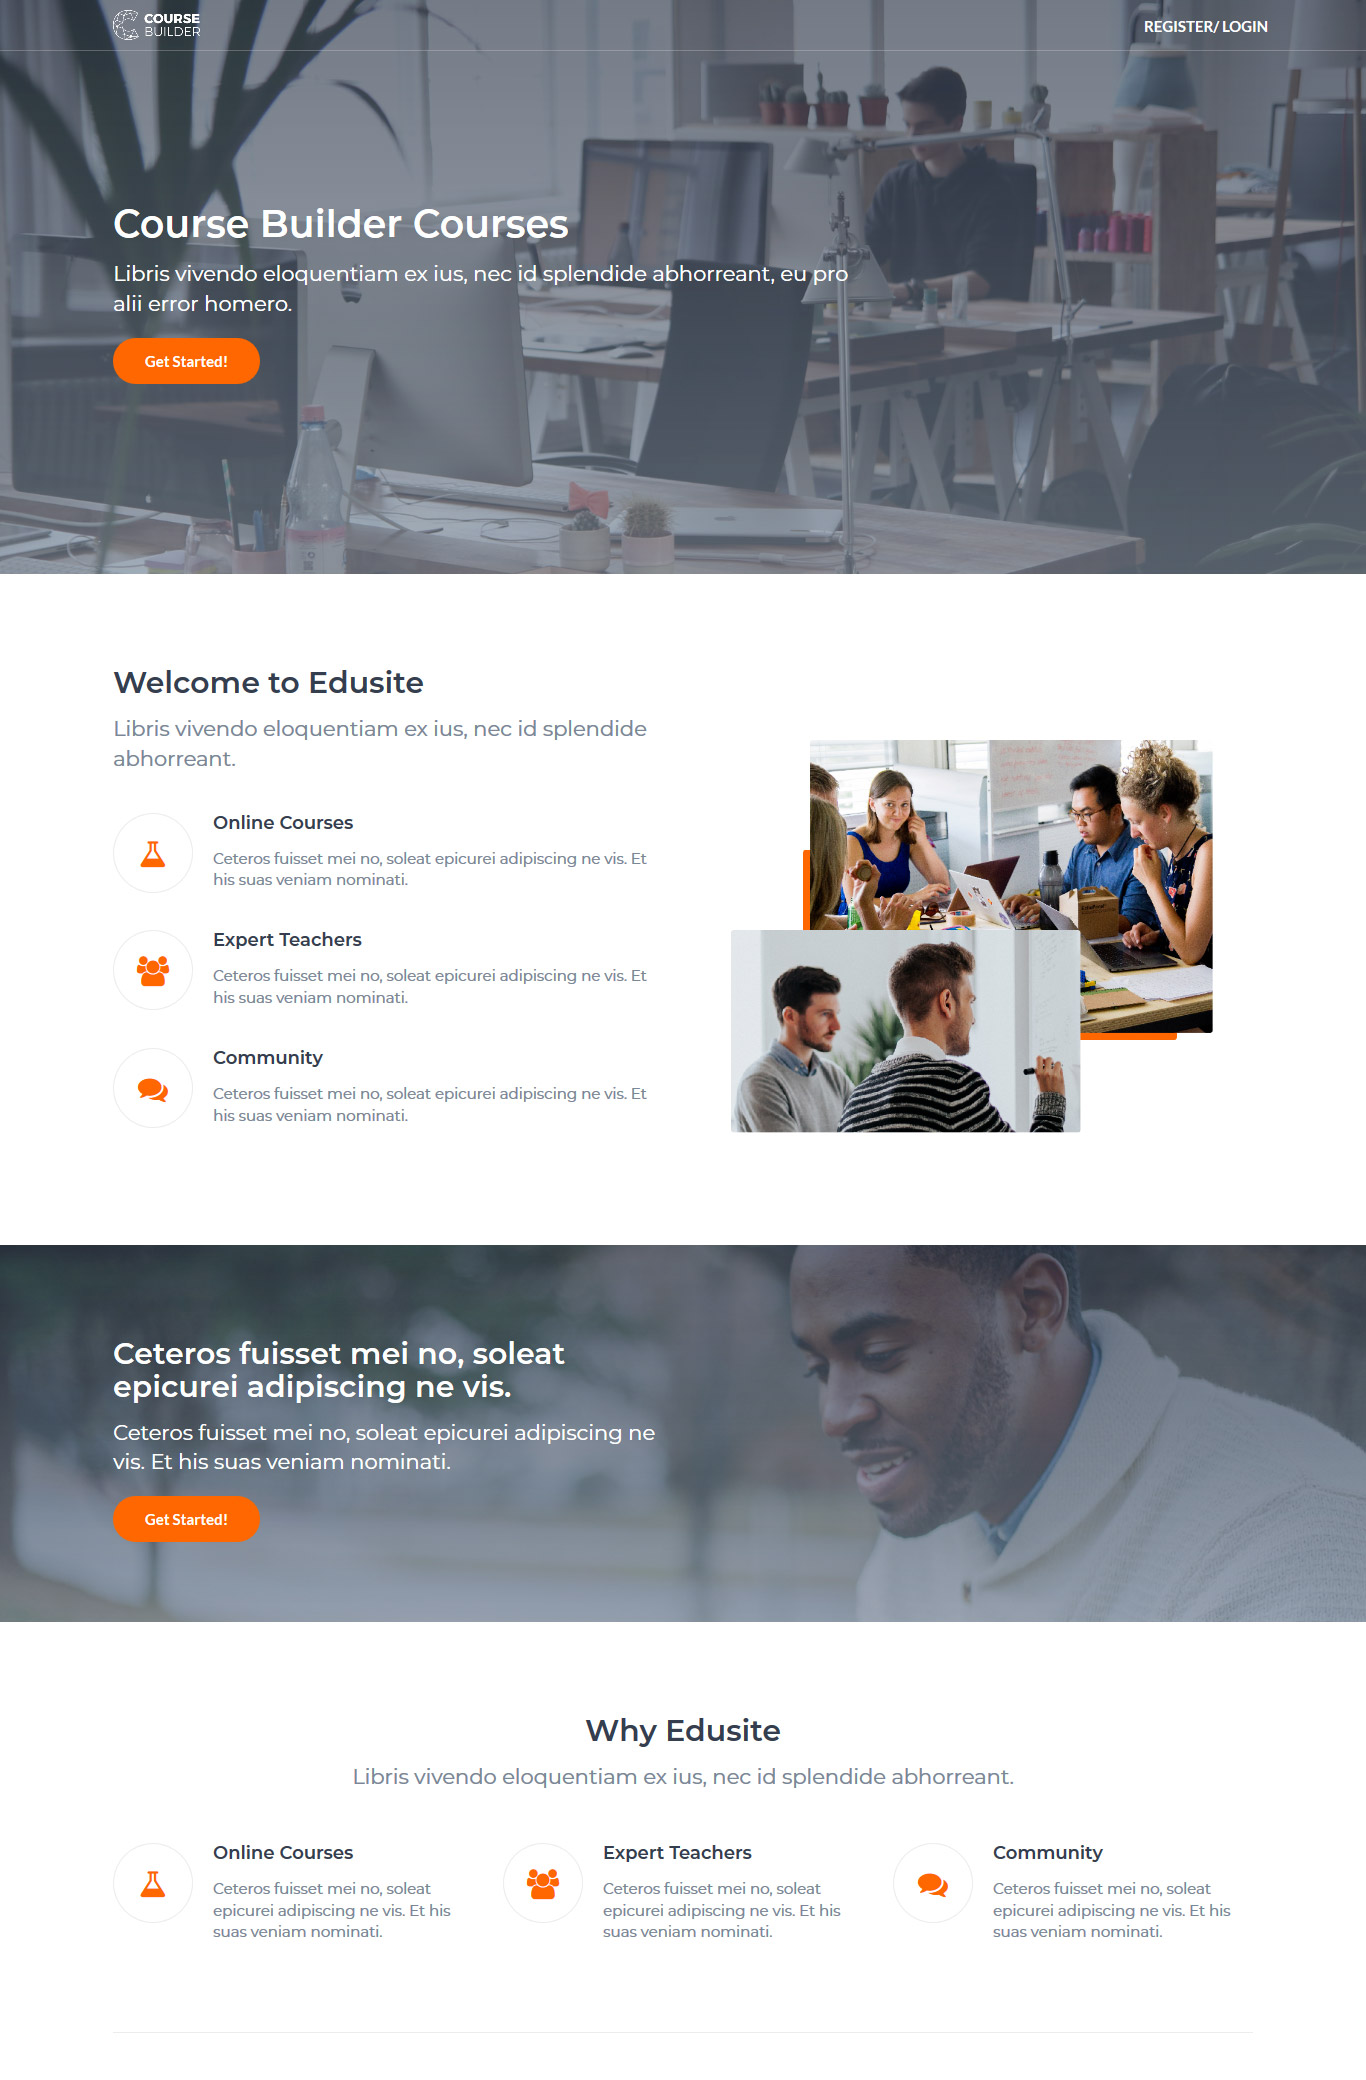 COURSE
BUILDER
REGISTER/ LOGIN
Course Builder Courses
Libris vivendo eloquentiam ex ius, nec id splendide abhorreant, eu pro
alii error homero.
Get Started!
Welcome to Edusite
Libris vivendo eloquentiam ex ius, nec id splendide
abhorreant.
Online Courses
Ceteros fuisset mei no, soleat epicurei adipiscing ne vis. Et
his suas veniam nominati.
Expert Teachers
Ceteros fuisset mei no, soleat epicurei adipiscing ne vis. Et
his suas veniam nominati.
Community
Ceteros fuisset mei no, soleat epicurei adipiscing ne vis. Et
his suas veniam nominati.
Ceteros fuisset mei no, soleat
epicurei adipiscing ne vis.
Ceteros fuisset mei no, soleat epicurei adipiscing ne
vis. Et his suas veniam nominati.
Get Started!
Why Edusite
Libris vivendo eloquentiam ex ius, nec id splendide abhorreant.
Online Courses
Ceteros fuisset mei no, soleat
epicurei adipiscing ne vis. Et his
suas veniam nominati.
Expert Teachers
Ceteros fuisset mei no, soleat
epicurei adipiscing ne vis. Et his
suas veniam nominati.
Community
Ceteros fuisset mei no, soleat
epicurei adipiscing ne vis. Et his
suas veniam nominati.